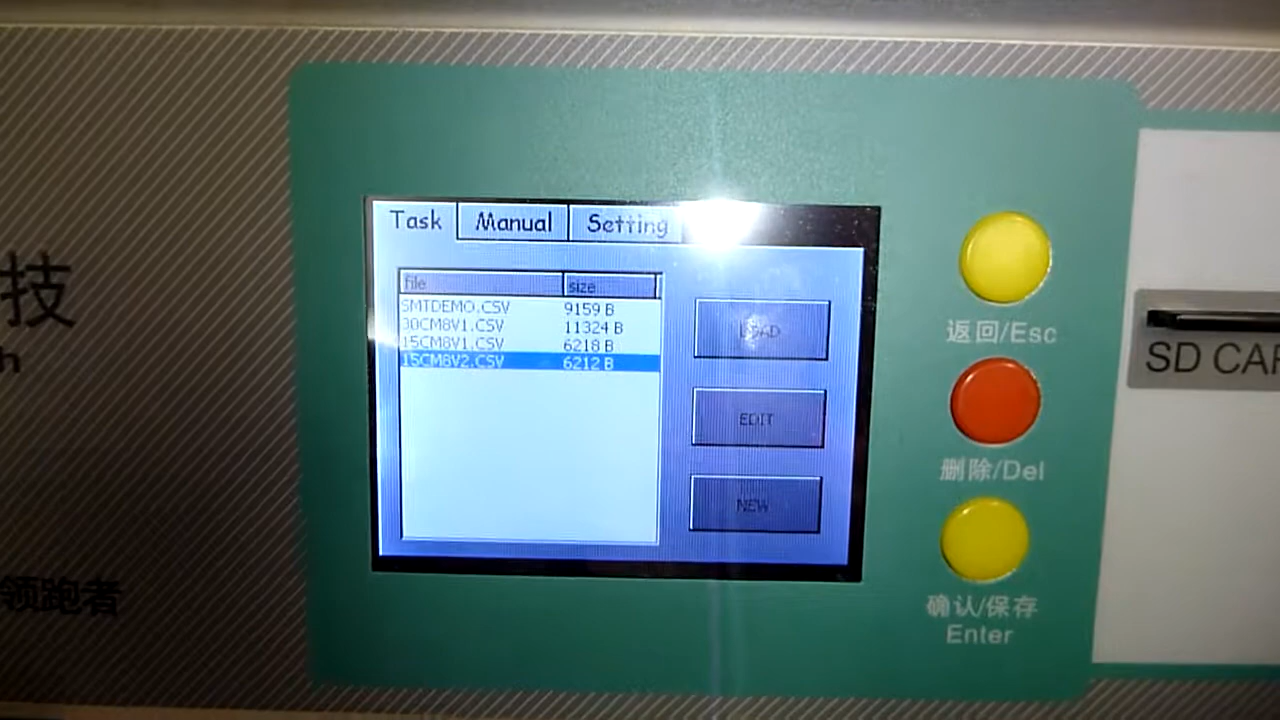 Task Manual Setting
file size
SMTDEMO.CSV 9159 B
30CM8V1.CSV 11324 B
15CM8V1.CSV 6218 B
15CM8V2.CSV 6212 B
LOAD
EDIT
NEW
返回/Esc
删除/Del
确认/保存
Enter
SD CAR
技
h
领跑者